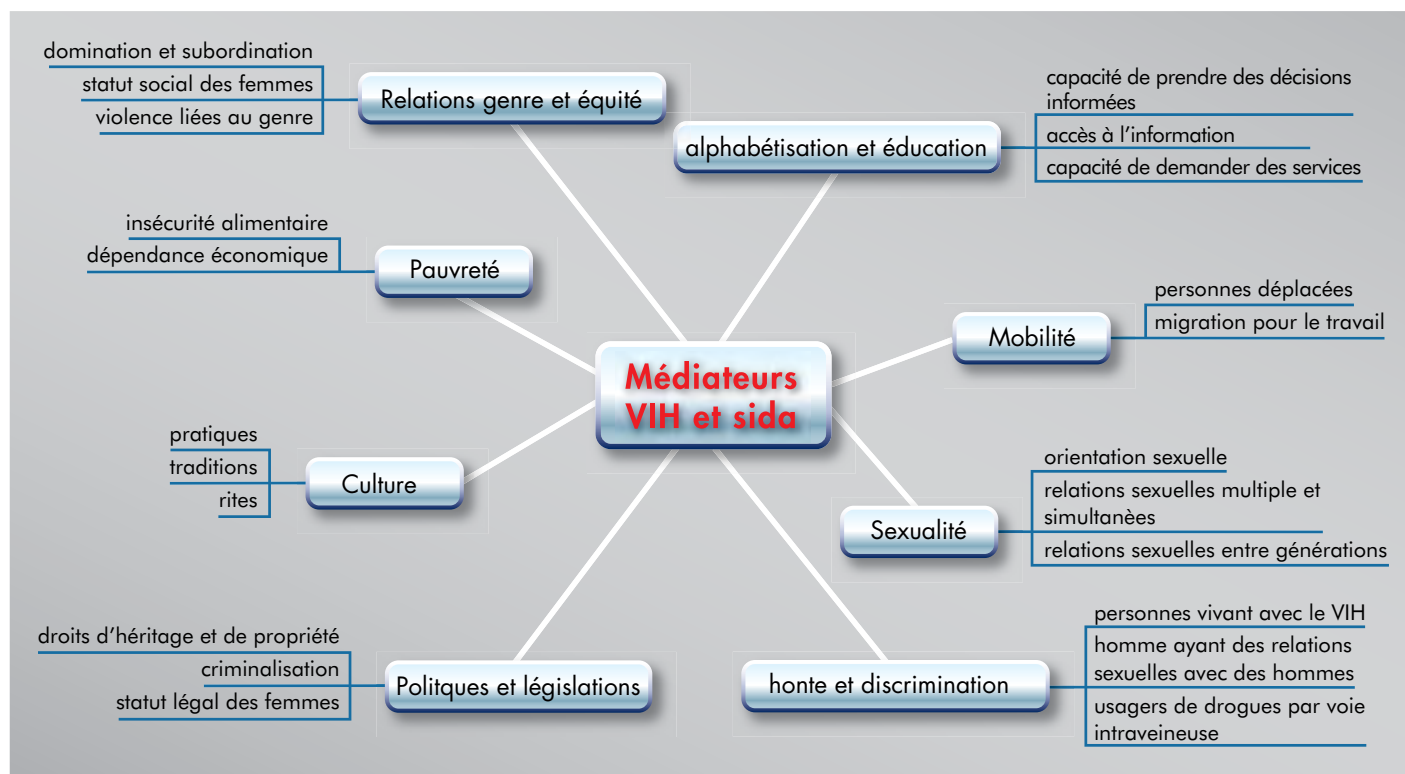 domination et subordination
statut social des femmes
violence liées au genre
Relations genre et équité
capacité de prendre des décisions
informées
accès à l’information
capacité de demander des services
alphabétisation et éducation
insécurité alimentaire
dépendance économique
Pauvreté
personnes déplacées
migration pour le travail
Mobilité
Médiateurs
VIH et sida
pratiques
traditions
rites
Culture
orientation sexuelle
relations sexuelles multiple et
simultanèes
relations sexuelles entre générations
Sexualité
droits d’héritage et de propriété
criminalisation
statut légal des femmes
Politques et législations
honte et discrimination
personnes vivant avec le VIH
homme ayant des relations
sexuelles avec des hommes
usagers de drogues par voie
intraveineuse